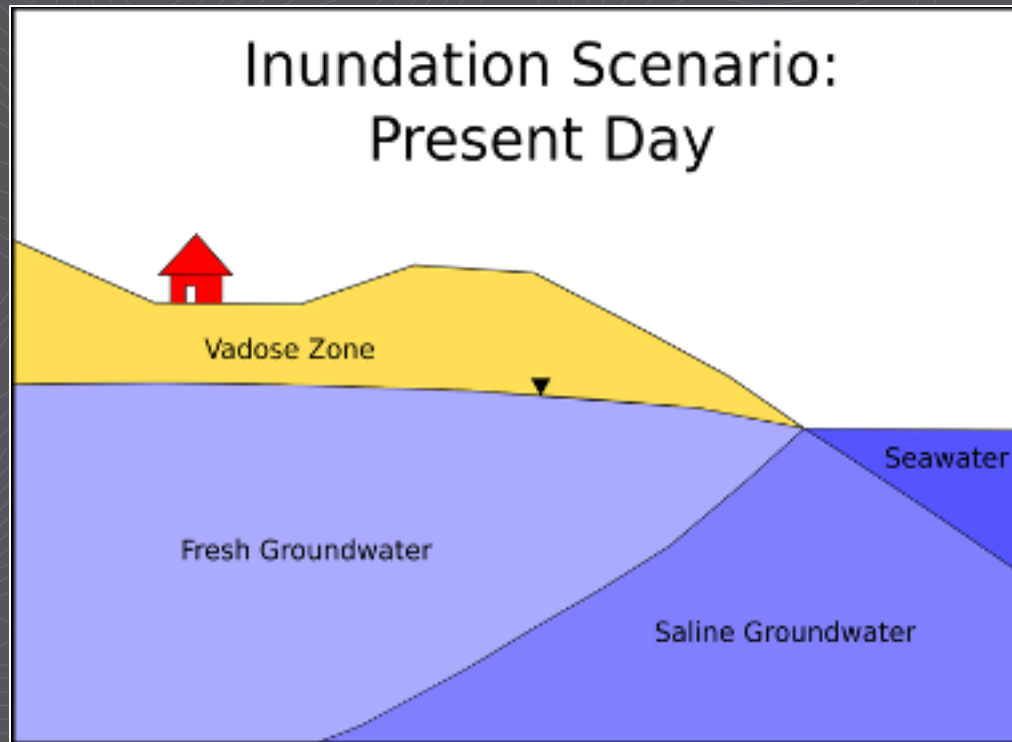 Inundation Scenario:
Present Day
Vadose Zone
Seawater
Fresh Groundwater
Saline Groundwater